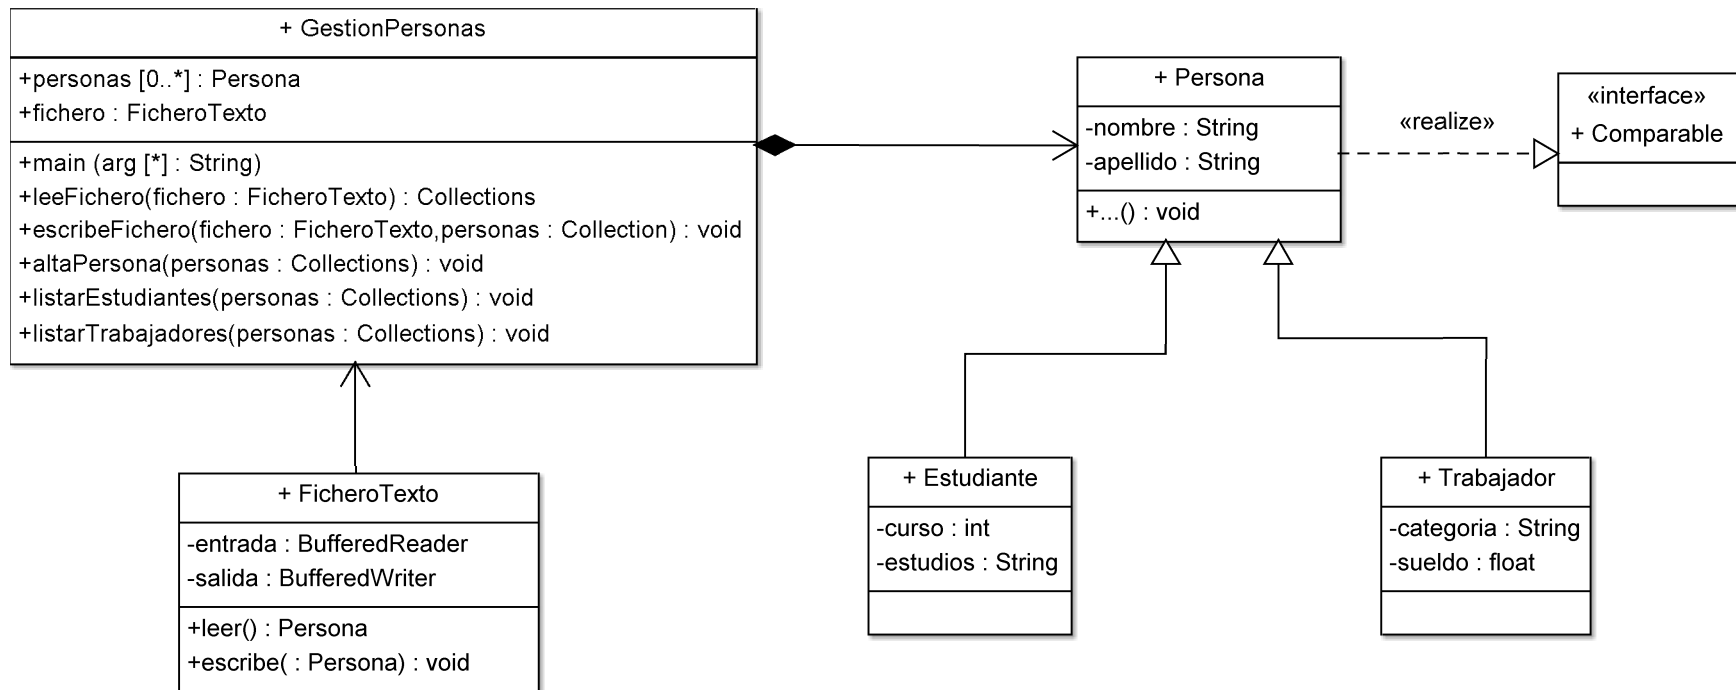 + GestionPersonas
+personas [0..*] : Persona
+fichero : FicheroTexto
+main (arg [*] : String)
+leeFichero(fichero : FicheroTexto) : Collections
+escribeFichero(fichero : FicheroTexto,personas : Collection) : void
+altaPersona(personas : Collections) : void
+listarEstudiantes(personas : Collections) : void
+listarTrabajadores(personas : Collections) : void
+ Persona
-nombre : String
-apellido : String
+...() : void
«realize»
«interface»
+ Comparable
+ FicheroTexto
-entrada : BufferedReader
-salida : BufferedWriter
+leer() : Persona
+escribe( : Persona) : void
+ Estudiante
-curso : int
-estudios : String
+ Trabajador
-categoria : String
-sueldo : float